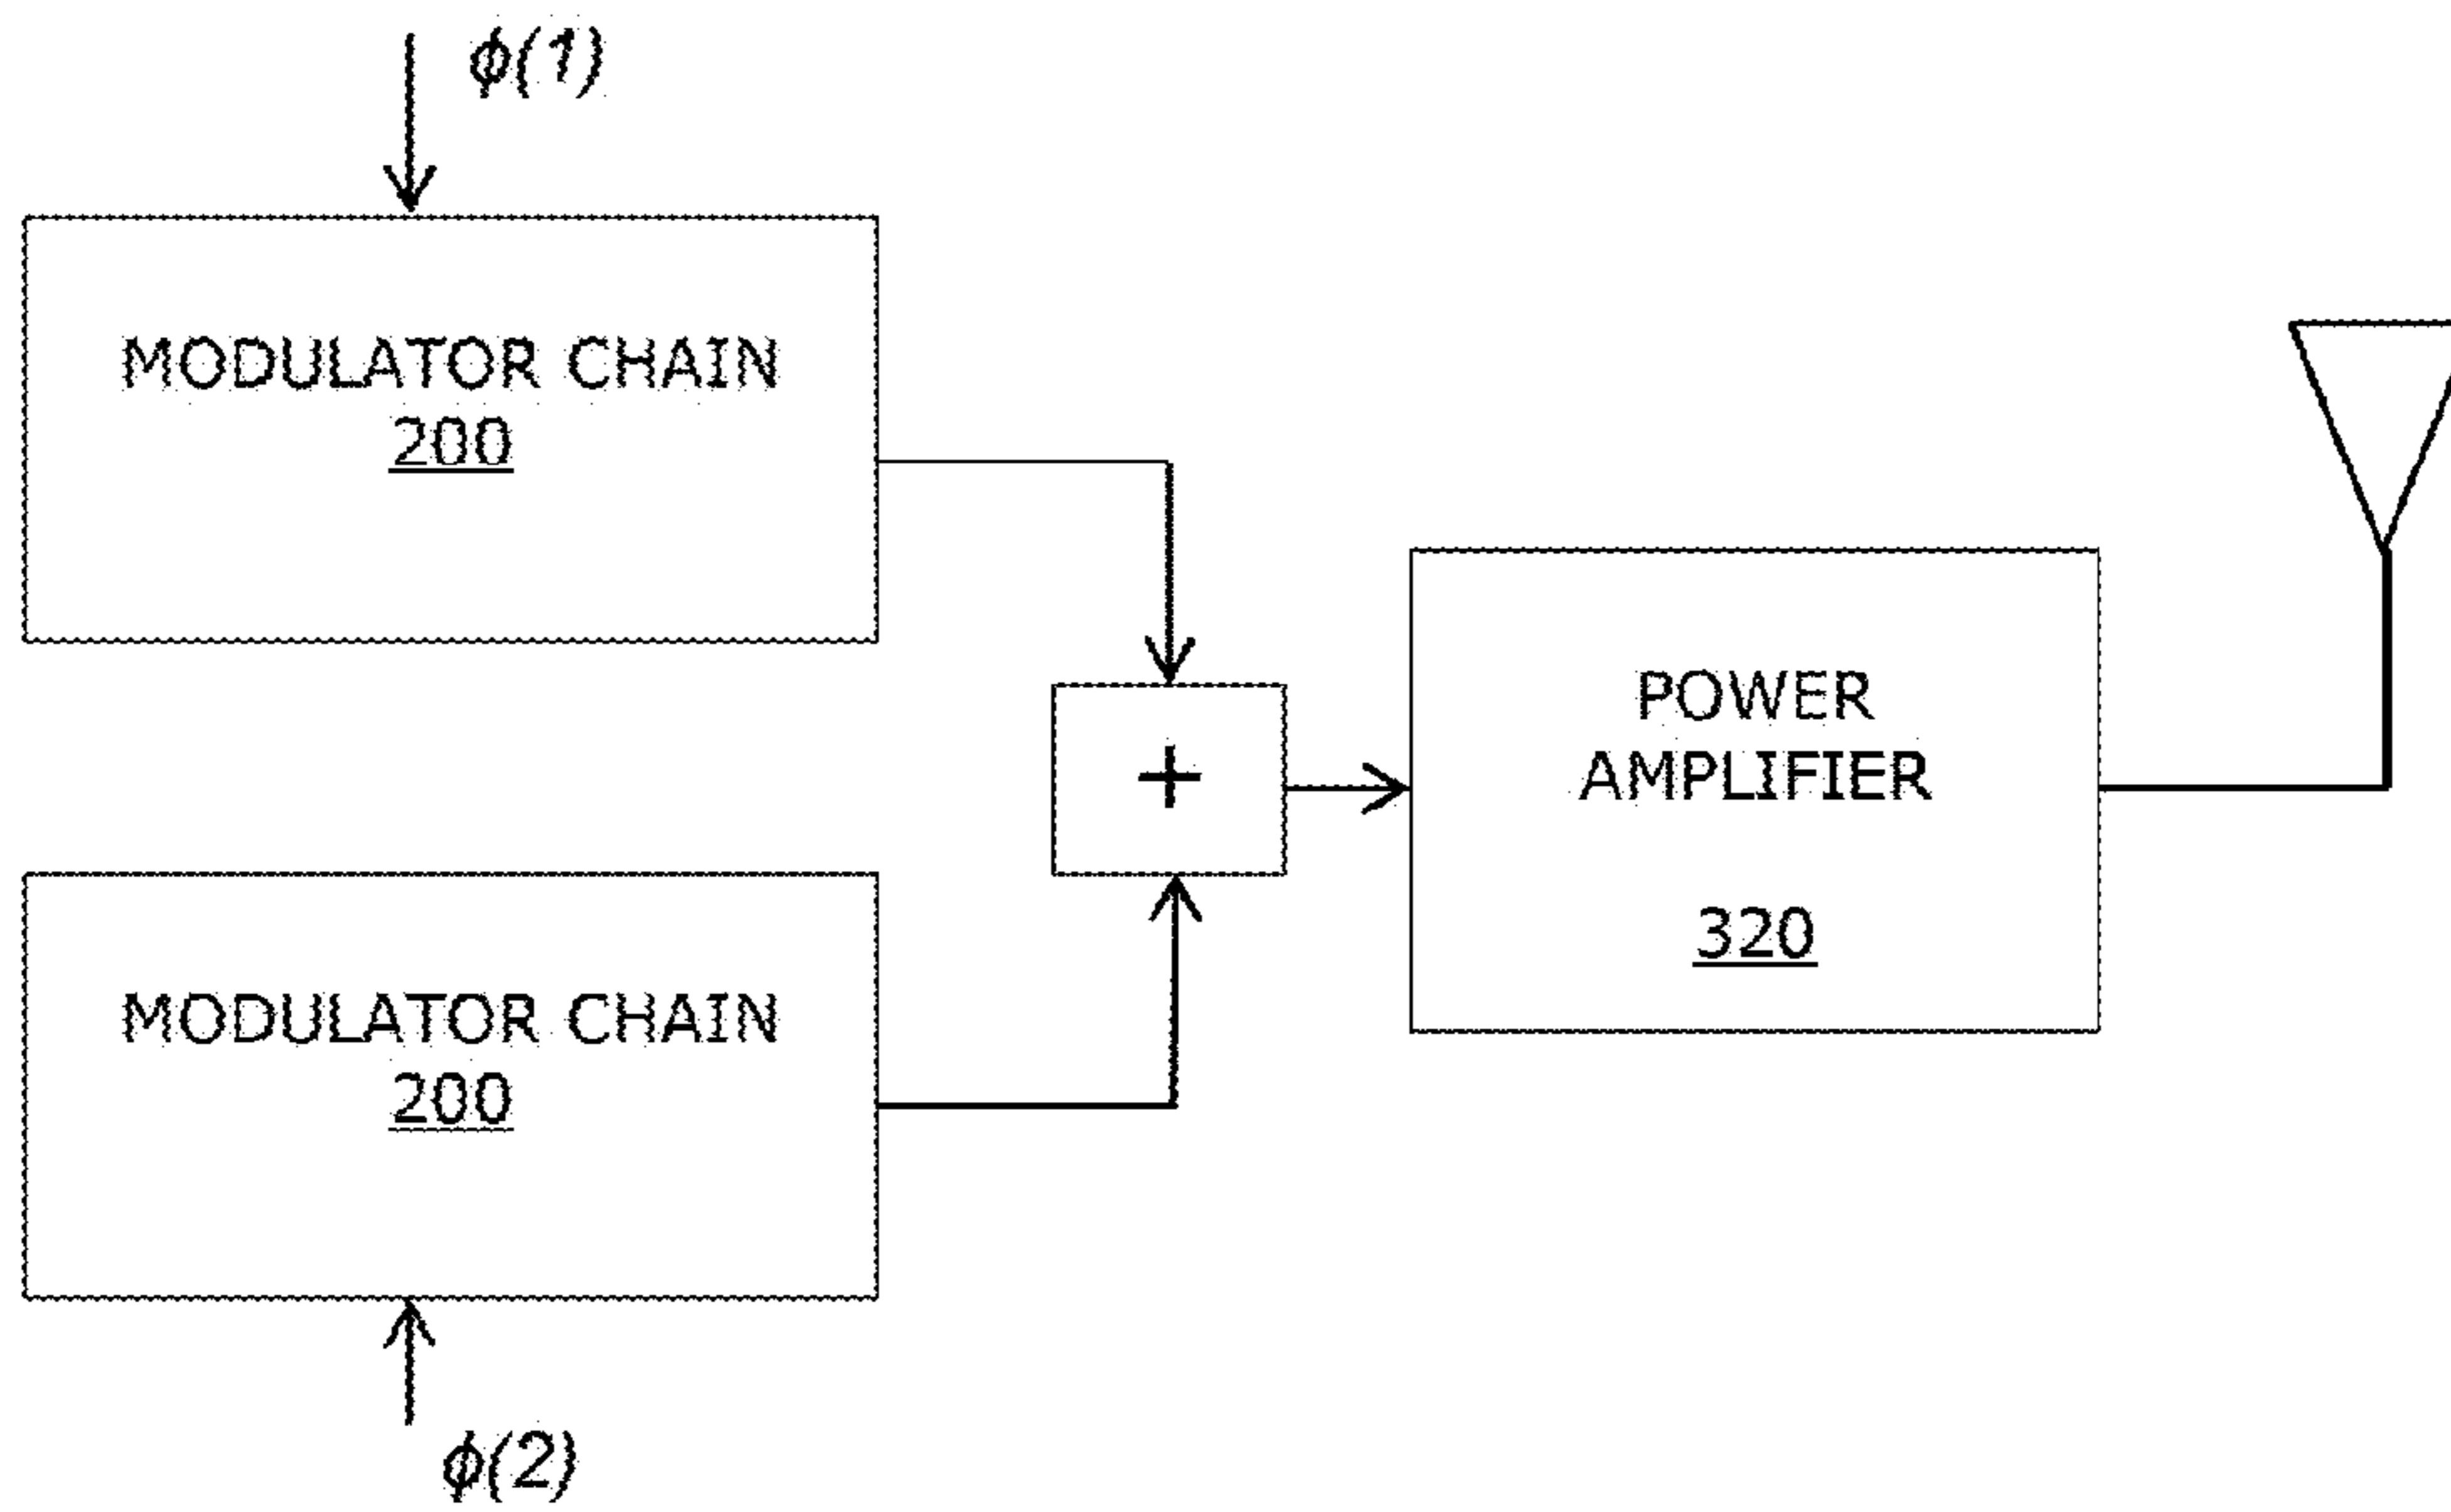 ϕ(1)
MODULATOR CHAIN
200
+
POWER
AMPLIFIER
320
MODULATOR CHAIN
200
ϕ(2)